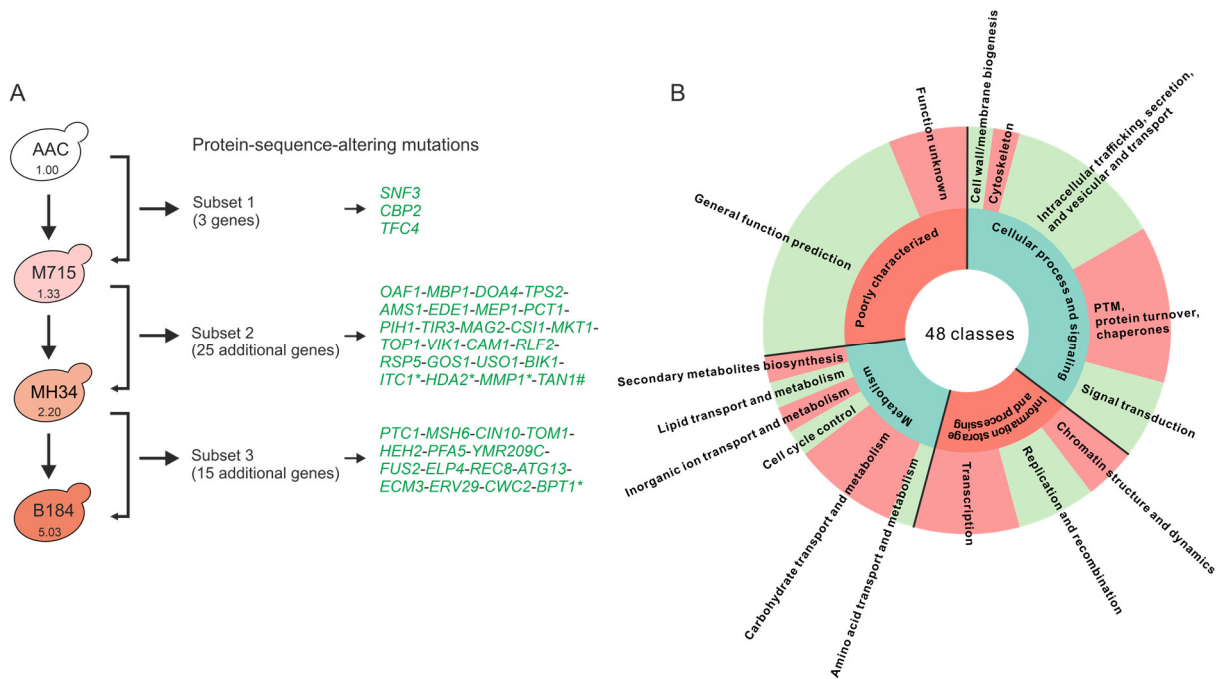 A
AAC
1.00
M715
1.33
MH34
2.20
B184
5.03
Protein-sequence-altering mutations
Subset 1
(3 genes)
SNF3
CBP2
TFC4
Subset 2
(25 additional genes)
OAF1-MBP1-DOA4-TPS2-
AMS1-EDE1-MEP1-PCT1-
PIH1-TIR3-MAG2-CSI1-MKT1-
TOP1-VIK1-CAM1-RLF2-
RSP5-GOS1-USO1-BIK1-
ITC1*-HDA2*-MMP1*-TAN1#
Subset 3
(15 additional genes)
PTC1-MSH6-CIN10-TOM1-
HEH2-PFA5-YMR209C-
FUS2-ELP4-REC8-ATG13-
ECM3-ERV29-CWC2-BPT1*
B
48 classes
Cellular process and signaling
Information storage
and processing
Metabolism
Poorly characterized
Cell wall/membrane biogenesis
Cytoskeleton
Intracellular trafficking, secretion,
and vesicular and transport
PTM,
protein turnover,
chaperones
Signal transduction
Chromatin structure and dynamics
Replication and recombination
Transcription
Amino acid transport and metabolism
Carbohydrate transport and metabolism
Cell cycle control
Inorganic ion transport and metabolism
Lipid transport and metabolism
Secondary metabolites biosynthesis
General function prediction
Function unknown